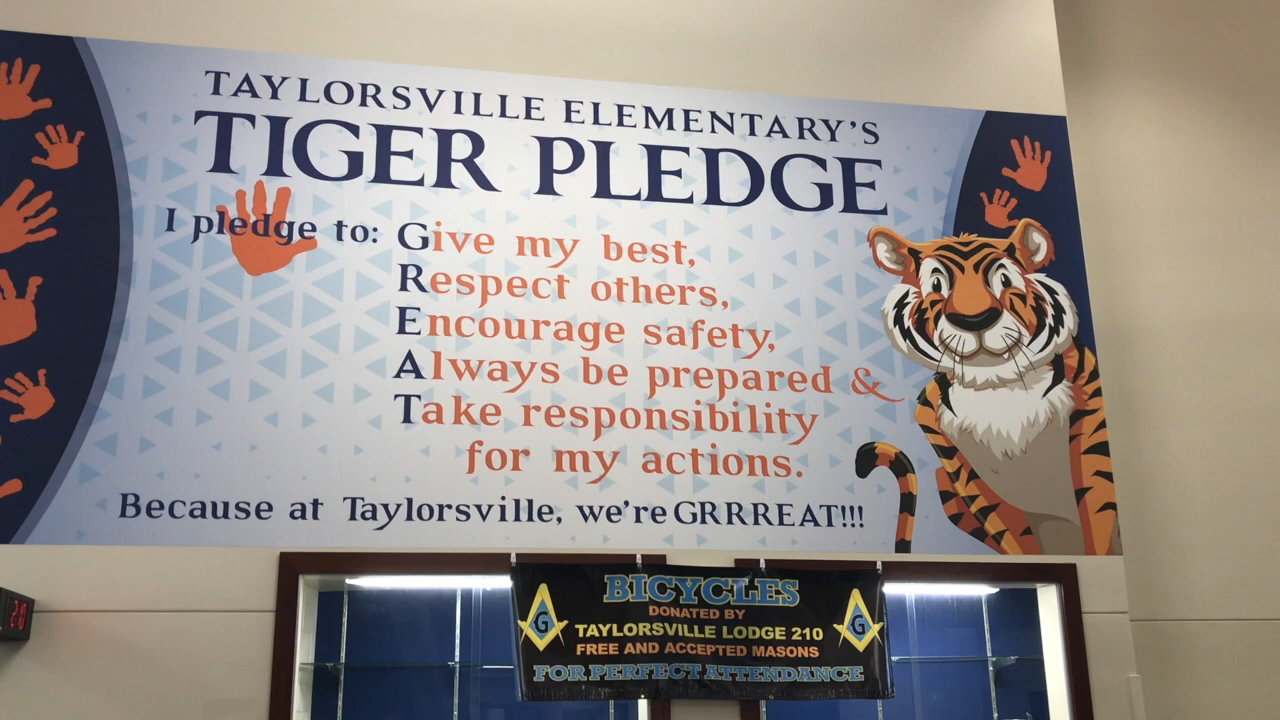 TAYLORSVILLE ELEMENTARY'S
TIGER PLEDGE
I pledge to: Give my best,
Respect others,
Encourage safety,
Always be prepared &
Take responsibility
for my actions.
Because at Taylorsville, we're GRRREAT!!!
BICYCLES
DONATED BY
G TAYLORSVILLE LODGE 210 G
FREE AND ACCEPTED MASONS
FOR PERFECT ATTENDANCE